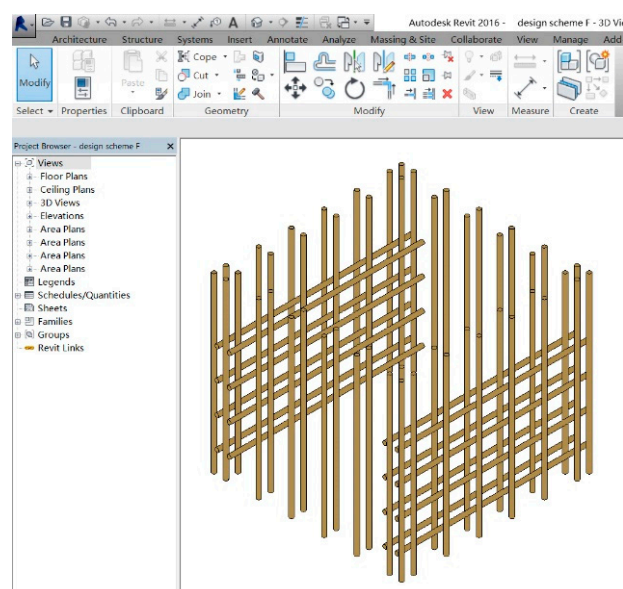 Autodesk Revit 2016 - design scheme F - 3D Vi
Architecture Structure Systems Insert Annotate Analyze Massing & Site Collaborate View Manage Add
Modify
Paste
Cope
Cut
Join
Select Properties Clipboard Geometry Modify View Measure Create
Project Browser - design scheme F
Views
Floor Plans
Ceiling Plans
3D Views
Elevations
Area Plans
Area Plans
Area Plans
Area Plans
Legends
Schedules/Quantities
Sheets
Families
Groups
Revit Links